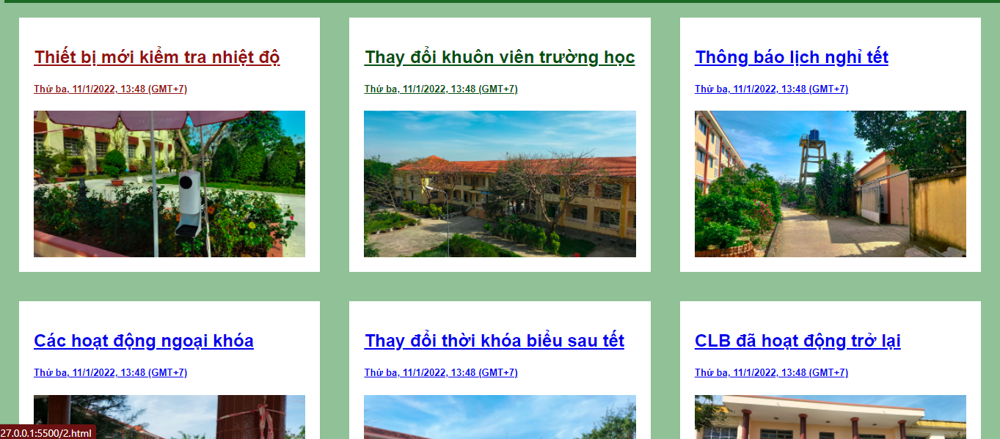 Thiết bị mới kiểm tra nhiệt độ
Thứ ba, 11/1/2022, 13:48 (GMT+7)
Thay đổi khuôn viên trường học
Thứ ba, 11/1/2022, 13:48 (GMT+7)
Thông báo lịch nghỉ tết
Thứ ba, 11/1/2022, 13:48 (GMT+7)
Các hoạt động ngoại khóa
Thứ ba, 11/1/2022, 13:48 (GMT+7)
Thay đổi thời khóa biểu sau tết
Thứ ba, 11/1/2022, 13:48 (GMT+7)
CLB đã hoạt động trở lại
Thứ ba, 11/1/2022, 13:48 (GMT+7)
27.0.0.1:5500/2.html